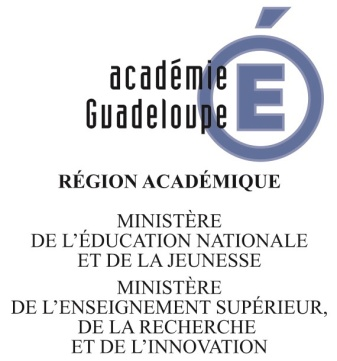 académie
Guadeloupe É
RÉGION ACADÉMIQUE
MINISTÈRE
DE L’ÉDUCATION NATIONALE
ET DE LA JEUNESSE
MINISTÈRE
DE L’ENSEIGNEMENT SUPÉRIEUR,
DE LA RECHERCHE
ET DE L’INNOVATION